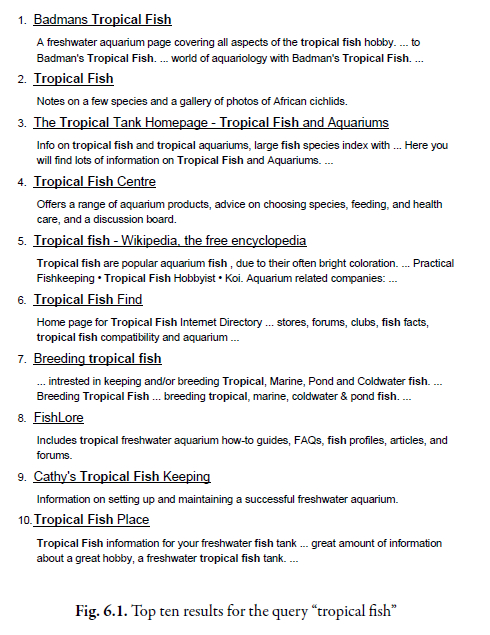 1. Badmans Tropical Fish
A freshwater aquarium page covering all aspects of the tropical fish hobby. ... to
Badman's Tropical Fish. ... world of aquariology with Badman's Tropical Fish. ...
2. Tropical Fish
Notes on a few species and a gallery of photos of African cichlids.
3. The Tropical Tank Homepage - Tropical Fish and Aquariums
Info on tropical fish and tropical aquariums, large fish species index with ... Here you
will find lots of information on Tropical Fish and Aquariums. ...
4. Tropical Fish Centre
Offers a range of aquarium products, advice on choosing species, feeding, and health
care, and a discussion board.
5. Tropical fish - Wikipedia, the free encyclopedia
Tropical fish are popular aquarium fish , due to their often bright coloration. ... Practical
Fishkeeping • Tropical Fish Hobbyist • Koi. Aquarium related companies: ...
6. Tropical Fish Find
Home page for Tropical Fish Internet Directory ... stores, forums, clubs, fish facts,
tropical fish compatibility and aquarium ...
7. Breeding tropical fish
... intrested in keeping and/or breeding Tropical, Marine, Pond and Coldwater fish. ...
Breeding Tropical Fish ... breeding tropical, marine, coldwater & pond fish. ...
8. FishLore
Includes tropical freshwater aquarium how-to guides, FAQs, fish profiles, articles, and
forums.
9. Cathy's Tropical Fish Keeping
Information on setting up and maintaining a successful freshwater aquarium.
10. Tropical Fish Place
Tropical Fish information for your freshwater fish tank ... great amount of information
about a great hobby, a freshwater tropical fish tank. ...
Fig. 6.1. Top ten results for the query “tropical fish”